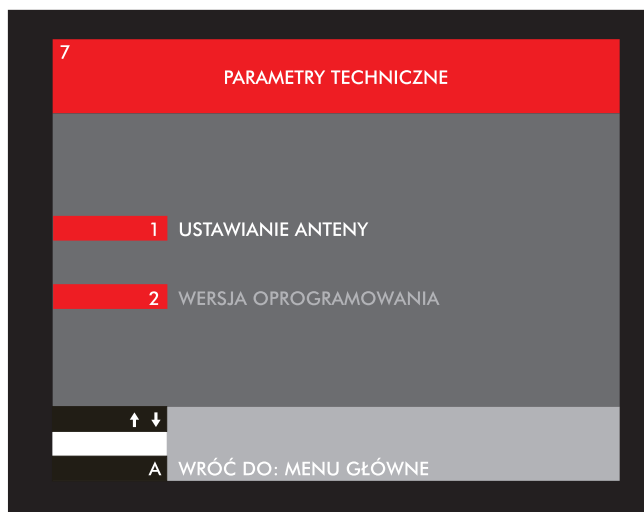 7
PARAMETRY TECHNICZNE
1 USTAWIANIE ANTENY
2 WERSJA OPROGRAMOWANIA
↑ ↓
A WRÓĆ DO: MENU GŁÓWNE